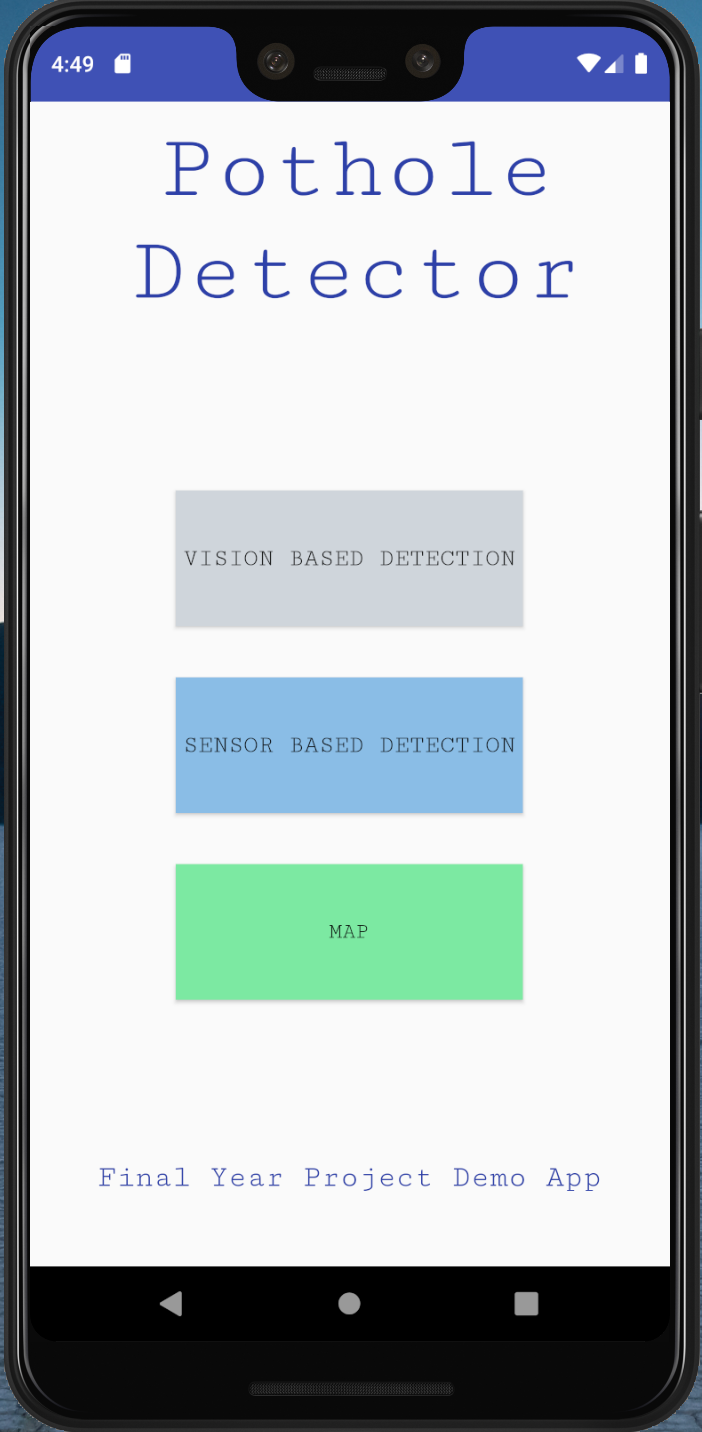 4:49
Pothole
Detector
VISION BASED DETECTION
SENSOR BASED DETECTION
MAP
Final Year Project Demo App